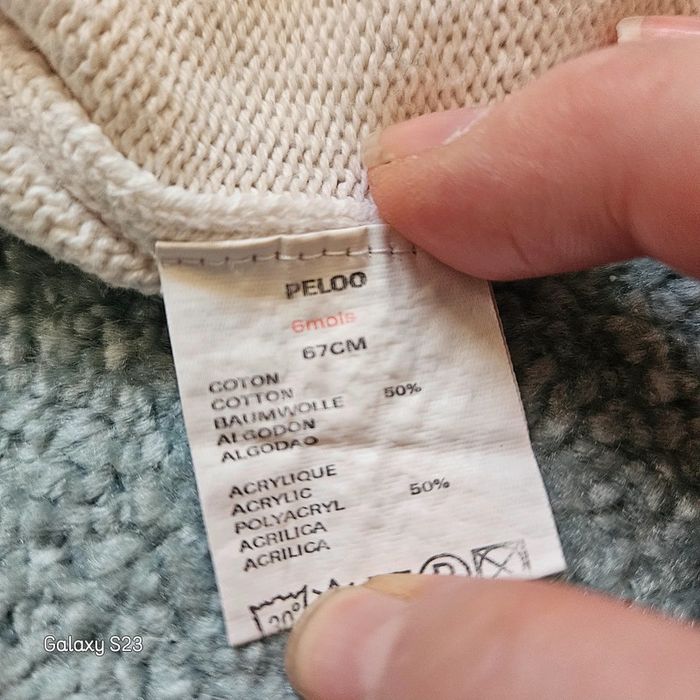 PELOO
6mois
67CM
COTON
COTTON 50%
BAUMWOLLE
ALGODON
ALGODAO
ACRYLIQUE
ACRYLIC 50%
POLYACRYL
ACRILICA
ACRILICA
P
Galaxy S23